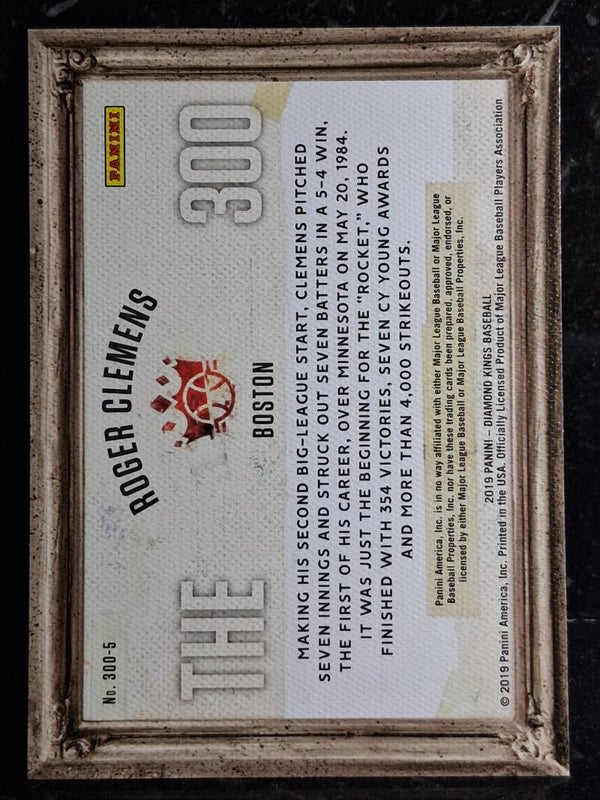 No. 300-5
PANINI
ROGER CLEMENS
THE 300
BOSTON
MAKING HIS SECOND BIG-LEAGUE START, CLEMENS PITCHED
SEVEN INNINGS AND STRUCK OUT SEVEN BATTERS IN A 5-4 WIN,
THE FIRST OF HIS CAREER, OVER MINNESOTA ON MAY 20, 1984.
IT WAS JUST THE BEGINNING FOR THE "ROCKET," WHO
FINISHED WITH 354 VICTORIES, SEVEN CY YOUNG AWARDS
AND MORE THAN 4,000 STRIKEOUTS.
Panini America, Inc. is in no way affiliated with either Major League Baseball or Major League
Baseball Properties, Inc. nor have these trading cards been prepared, approved, endorsed, or
licensed by either Major League Baseball or Major League Baseball Properties, Inc.
2019 PANINI – DIAMOND KINGS BASEBALL
© 2019 Panini America, Inc. Printed in the USA. Officially Licensed Product of Major League Baseball Players Association